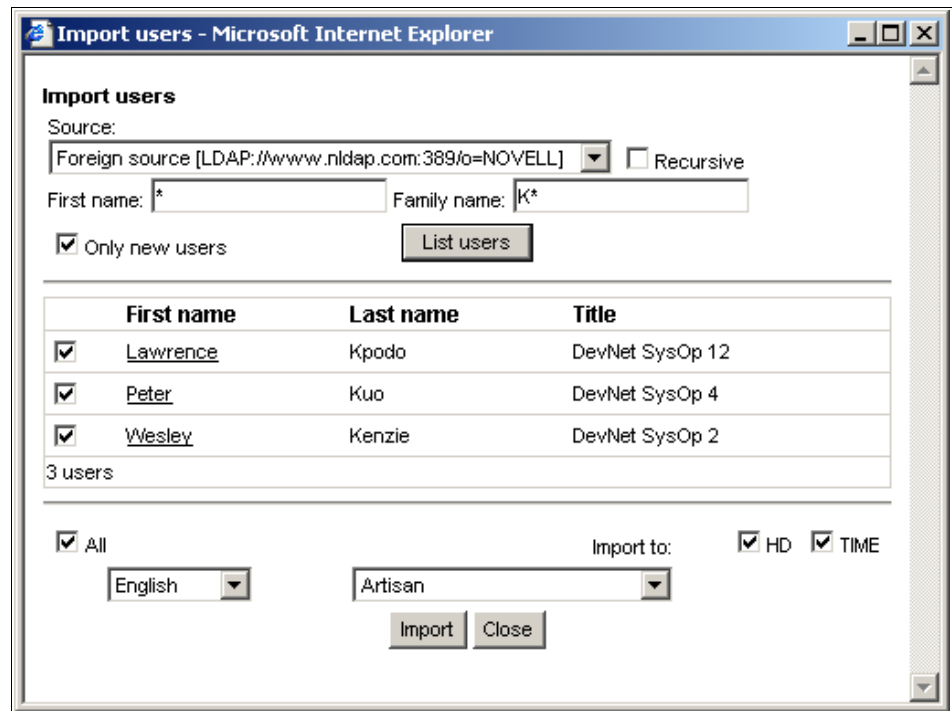 Import users - Microsoft Internet Explorer
Import users
Source:
Foreign source [LDAP://www.nldap.com:389/o=NOVELL] Recursive
First name: * Family name: K*
Only new users List users
First name Last name Title
Lawrence Kpodo DevNet SysOp 12
Peter Kuo DevNet SysOp 4
Wesley Kenzie DevNet SysOp 2
3 users
All Import to: HD TIME
English Artisan
Import Close